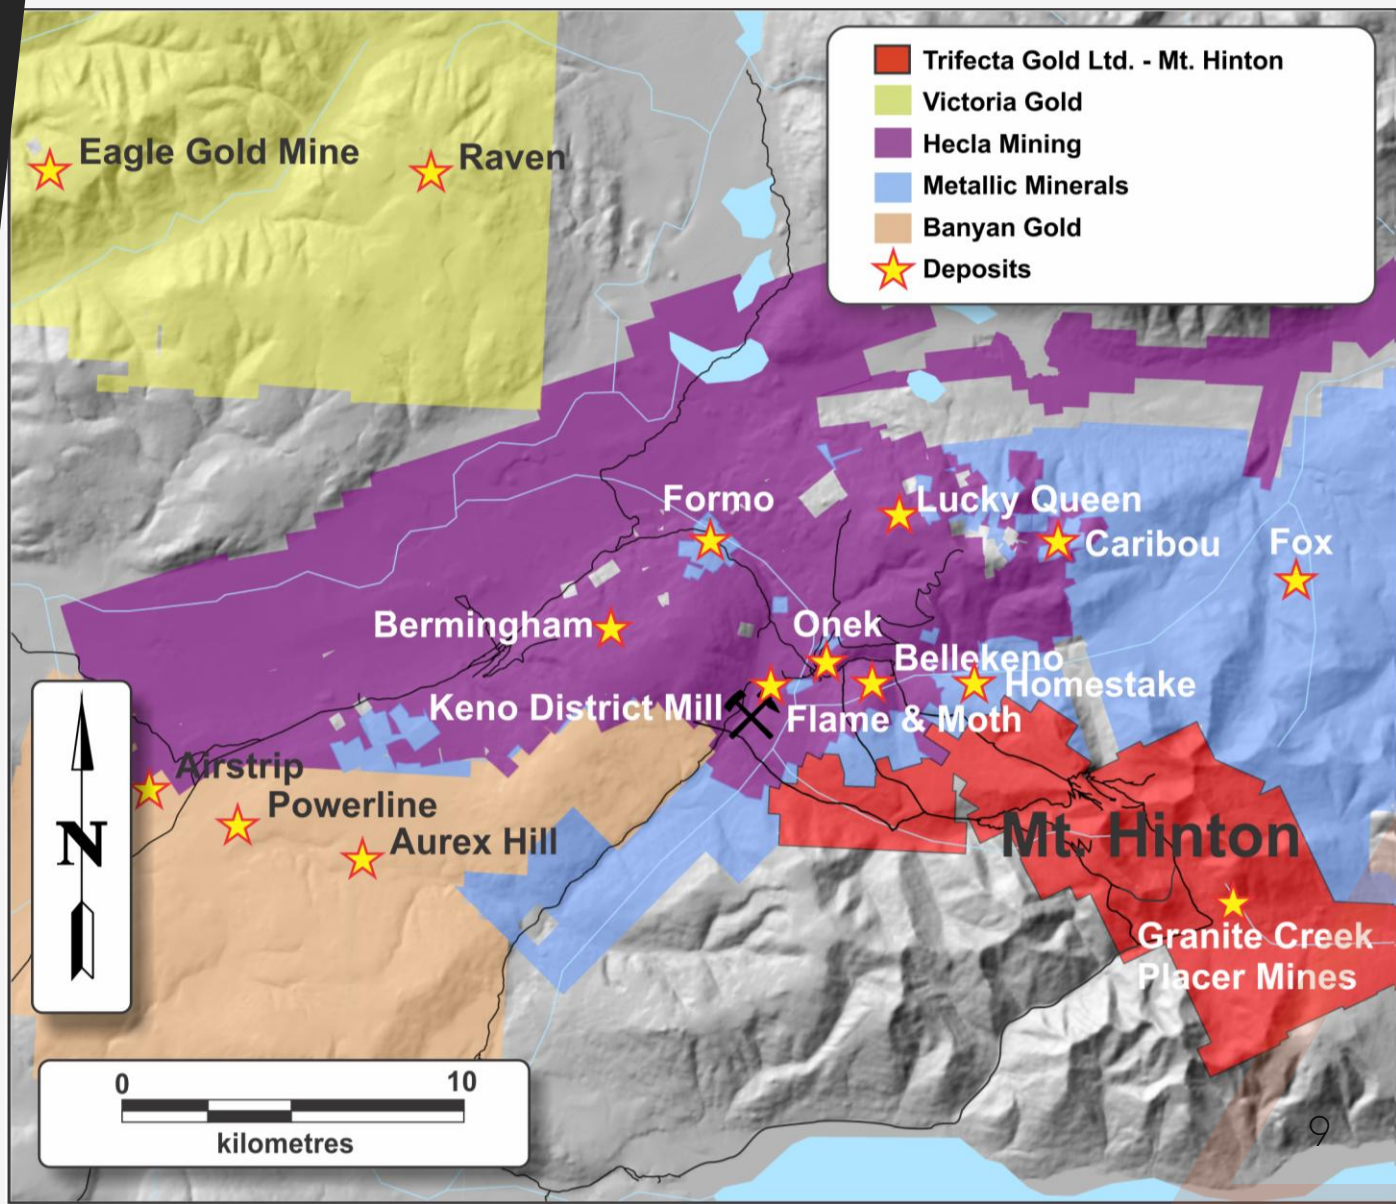 Trifecta Gold Ltd. - Mt. Hinton
Victoria Gold
Hecla Mining
Metallic Minerals
Banyan Gold
Deposits
Eagle Gold Mine
Raven
Formo
Lucky Queen
Caribou
Fox
Bermingham
Onek
Bellekeno
Homestake
Keno District Mill
Flame & Moth
Airstrip
Powerline
Aurex Hill
Mt. Hinton
Granite Creek
Placer Mines
N
0 10
kilometres
9